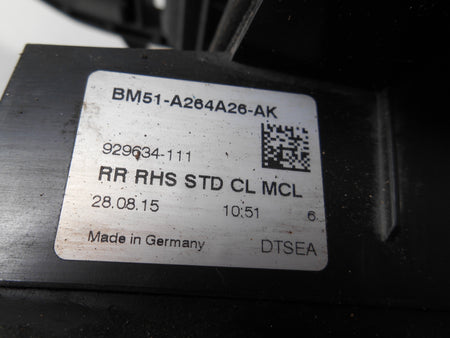 BM51-A264A26-AK
929634-111
RR RHS STD CL MCL
28.08.15 10:51 6
Made in Germany DTSEA